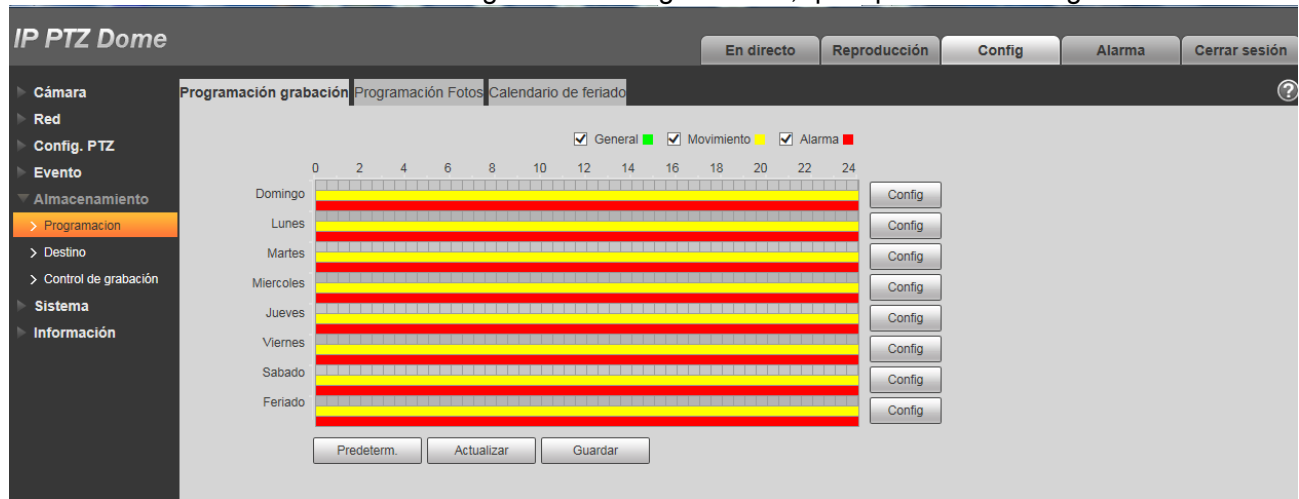 IP PTZ Dome
En directo Reproducción Config Alarma Cerrar sesión
Cámara
Red
Config. PTZ
Evento
Almacenamiento
Programacion
Destino
Control de grabación
Sistema
Información
Programación grabación Programación Fotos Calendario de feriado ?
General Movimiento Alarma
0 2 4 6 8 10 12 14 16 18 20 22 24
Domingo Config
Lunes Config
Martes Config
Miercoles Config
Jueves Config
Viernes Config
Sabado Config
Feriado Config
Predeterm. Actualizar Guardar